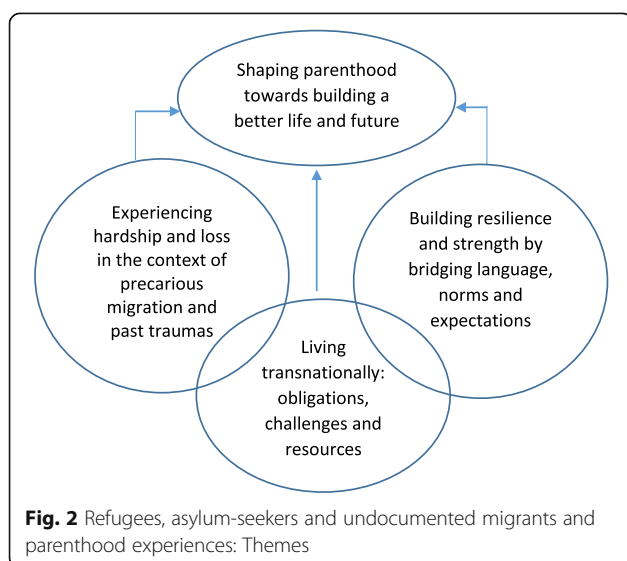 Shaping parenthood
towards building a
better life and future
Experiencing
hardship and loss
in the context of
precarious
migration and
past traumas
Building resilience
and strength by
bridging language,
norms and
expectations
Living
transnationally:
obligations,
challenges and
resources
Fig. 2 Refugees, asylum-seekers and undocumented migrants and
parenthood experiences: Themes